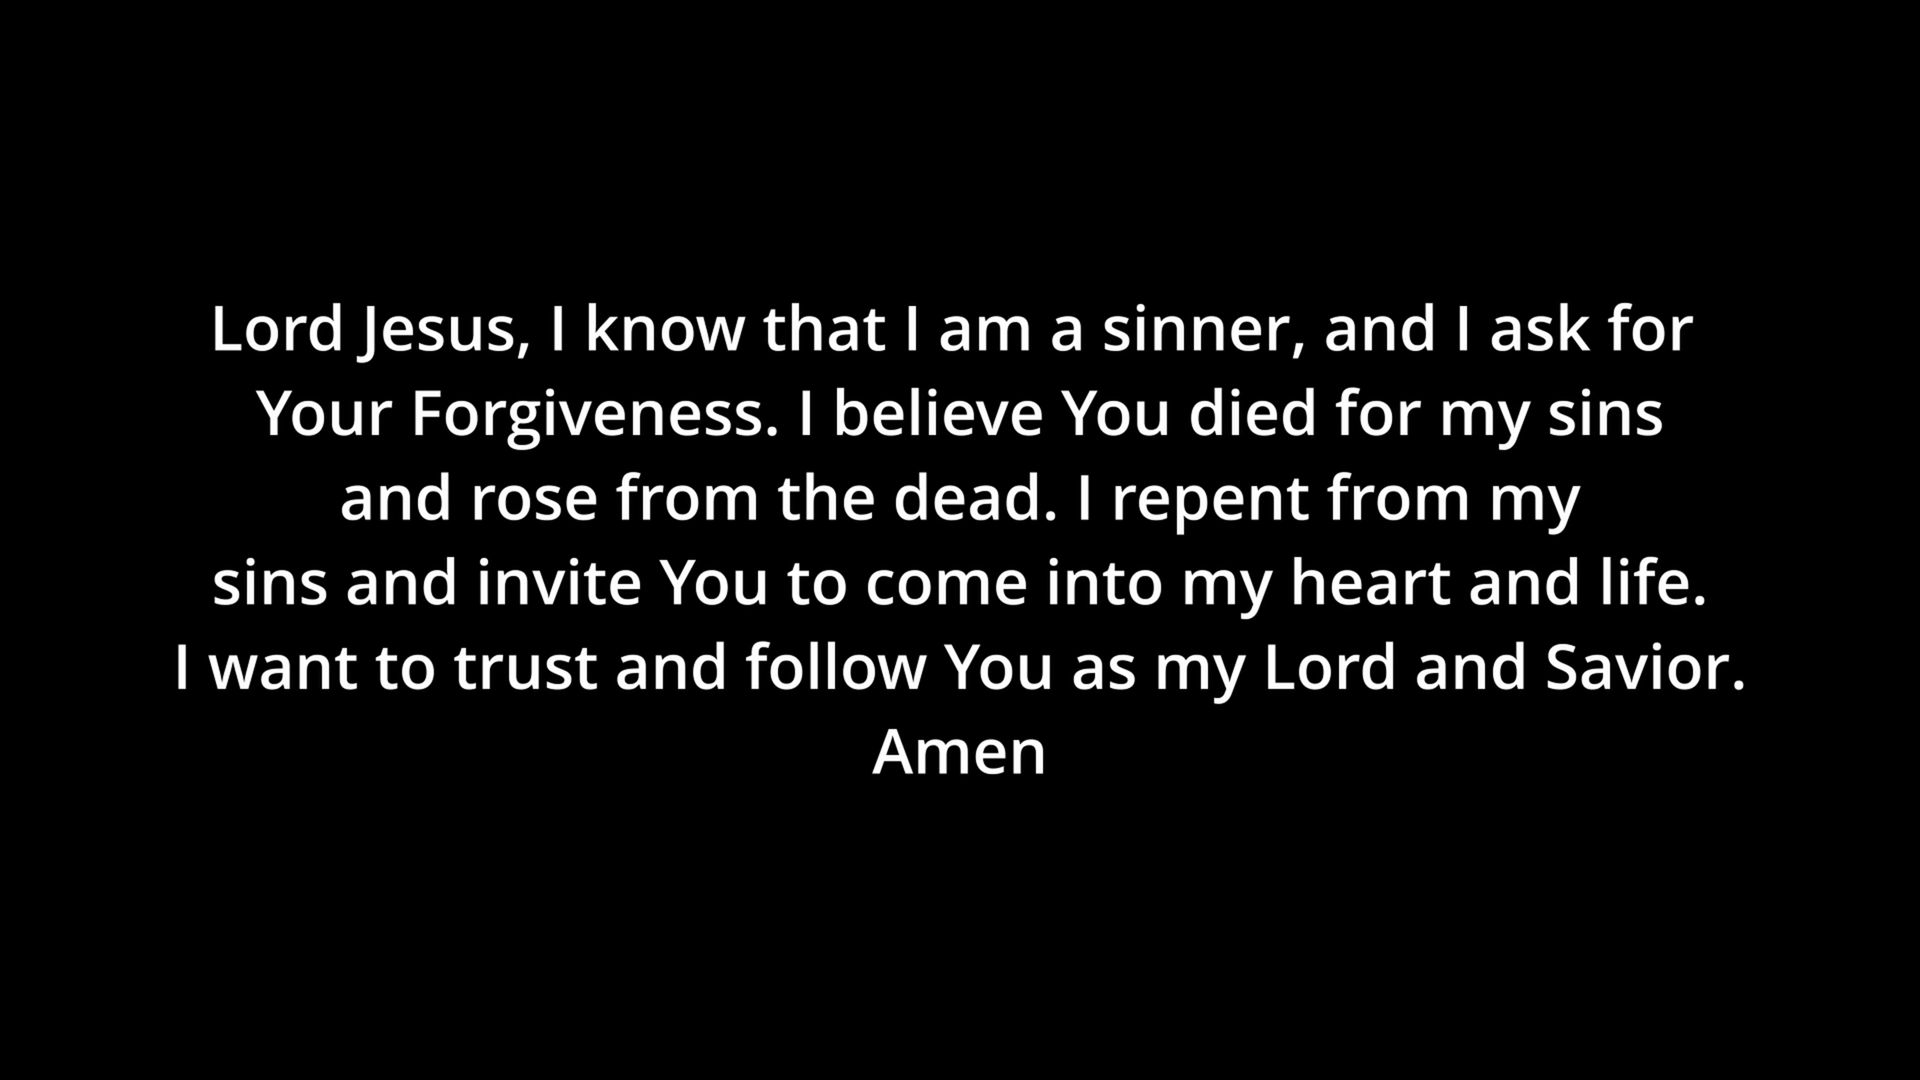 Lord Jesus, I know that I am a sinner, and I ask for
Your Forgiveness. I believe You died for my sins
and rose from the dead. I repent from my
sins and invite You to come into my heart and life.
I want to trust and follow You as my Lord and Savior.
Amen